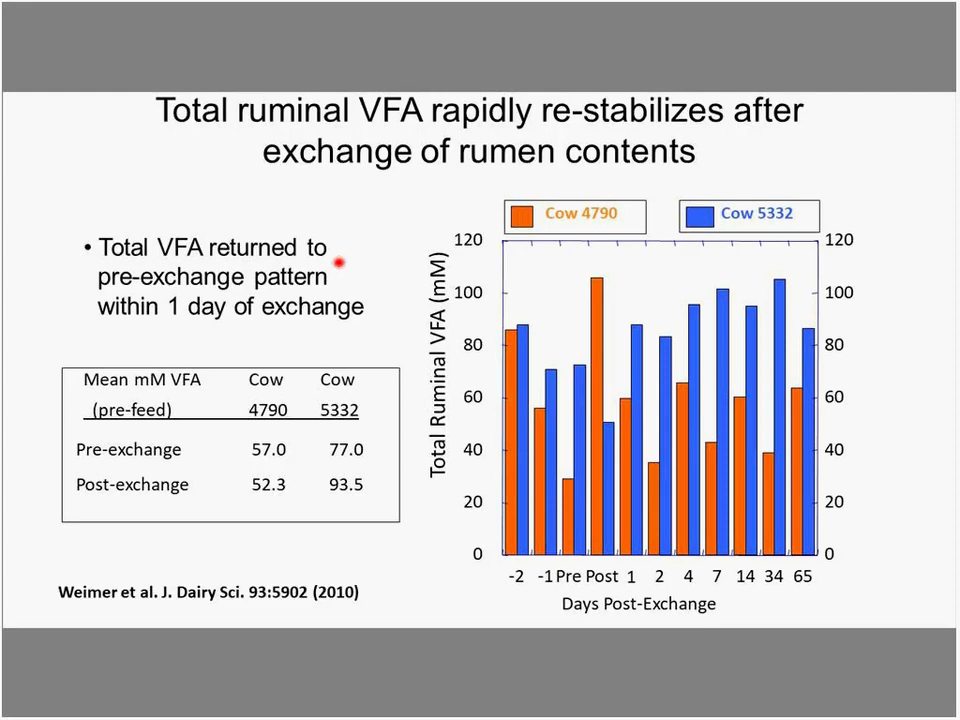 Total ruminal VFA rapidly re-stabilizes after
exchange of rumen contents
• Total VFA returned to
pre-exchange pattern
within 1 day of exchange
Mean mM VFA Cow Cow
(pre-feed) 4790 5332
Pre-exchange 57.0 77.0
Post-exchange 52.3 93.5
Weimer et al. J. Dairy Sci. 93:5902 (2010)
Cow 4790 Cow 5332
Total Ruminal VFA (mM)
120 120
100 100
80 80
60 60
40 40
20 20
0 0
-2 -1 Pre Post 1 2 4 7 14 34 65
Days Post-Exchange